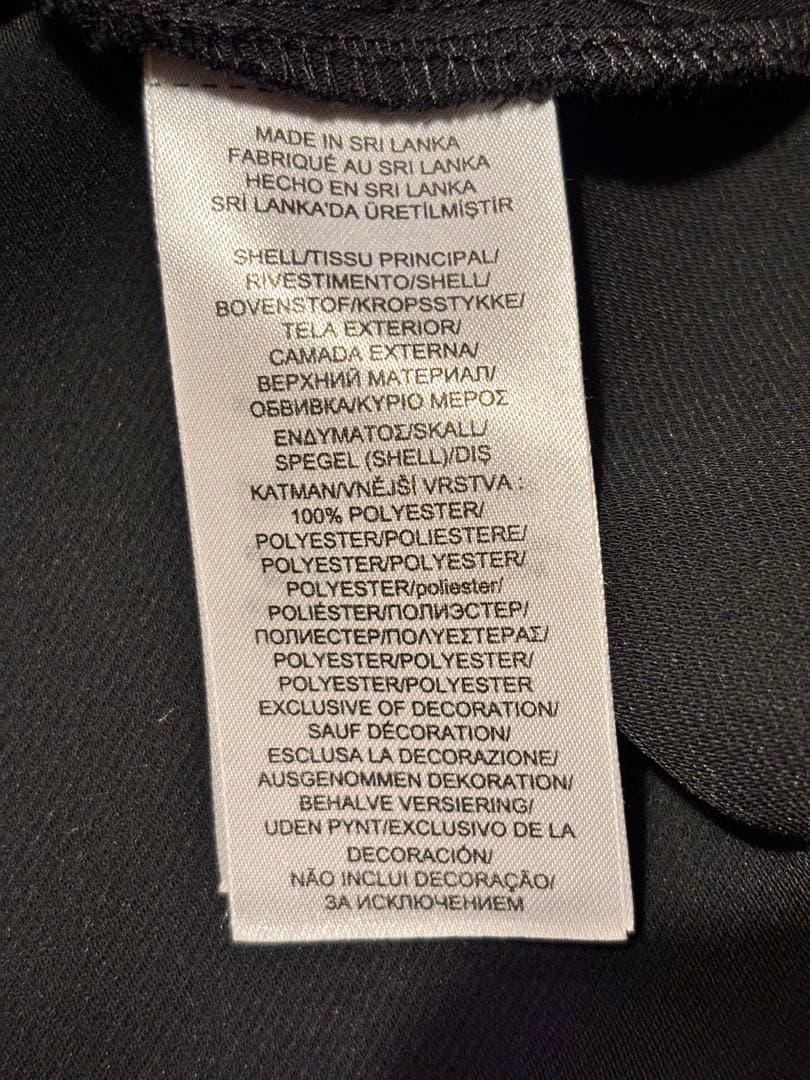 MADE IN SRI LANKA
FABRIQUÉ AU SRI LANKA
HECHO EN SRI LANKA
SRİ LANKA'DA ÜRETİLMİŞTİR
SHELL/TISSU PRINCIPAL/
RIVESTIMENTO/SHELL/
BOVENSTOF/KROPSSTYKKE/
TELA EXTERIOR/
CAMADA EXTERNA/
ВЕРХНИЙ МАТЕРИАЛ/
ОБВИВКА/ΚΥΡΙΟ ΜΕΡΟΣ
ΕΝΔΥΜΑΤΟΣ/SKALL/
SPEGEL (SHELL)/DIŞ
KATMAN/VNĚJŠÍ VRSTVA :
100% POLYESTER/
POLYESTER/POLIESTERE/
POLYESTER/POLYESTER/
POLYESTER/poliester/
POLIÉSTER/ПОЛИЭСТЕР/
ПОЛИЕСТЕР/ΠΟΛΥΕΣΤΕΡΑΣ/
POLYESTER/POLYESTER/
POLYESTER/POLYESTER
EXCLUSIVE OF DECORATION/
SAUF DÉCORATION/
ESCLUSA LA DECORAZIONE/
AUSGENOMMEN DEKORATION/
BEHALVE VERSIERING/
UDEN PYNT/EXCLUSIVO DE LA
DECORACIÓN/
NÃO INCLUI DECORAÇÃO/
ЗА ИСКЛЮЧЕНИЕМ